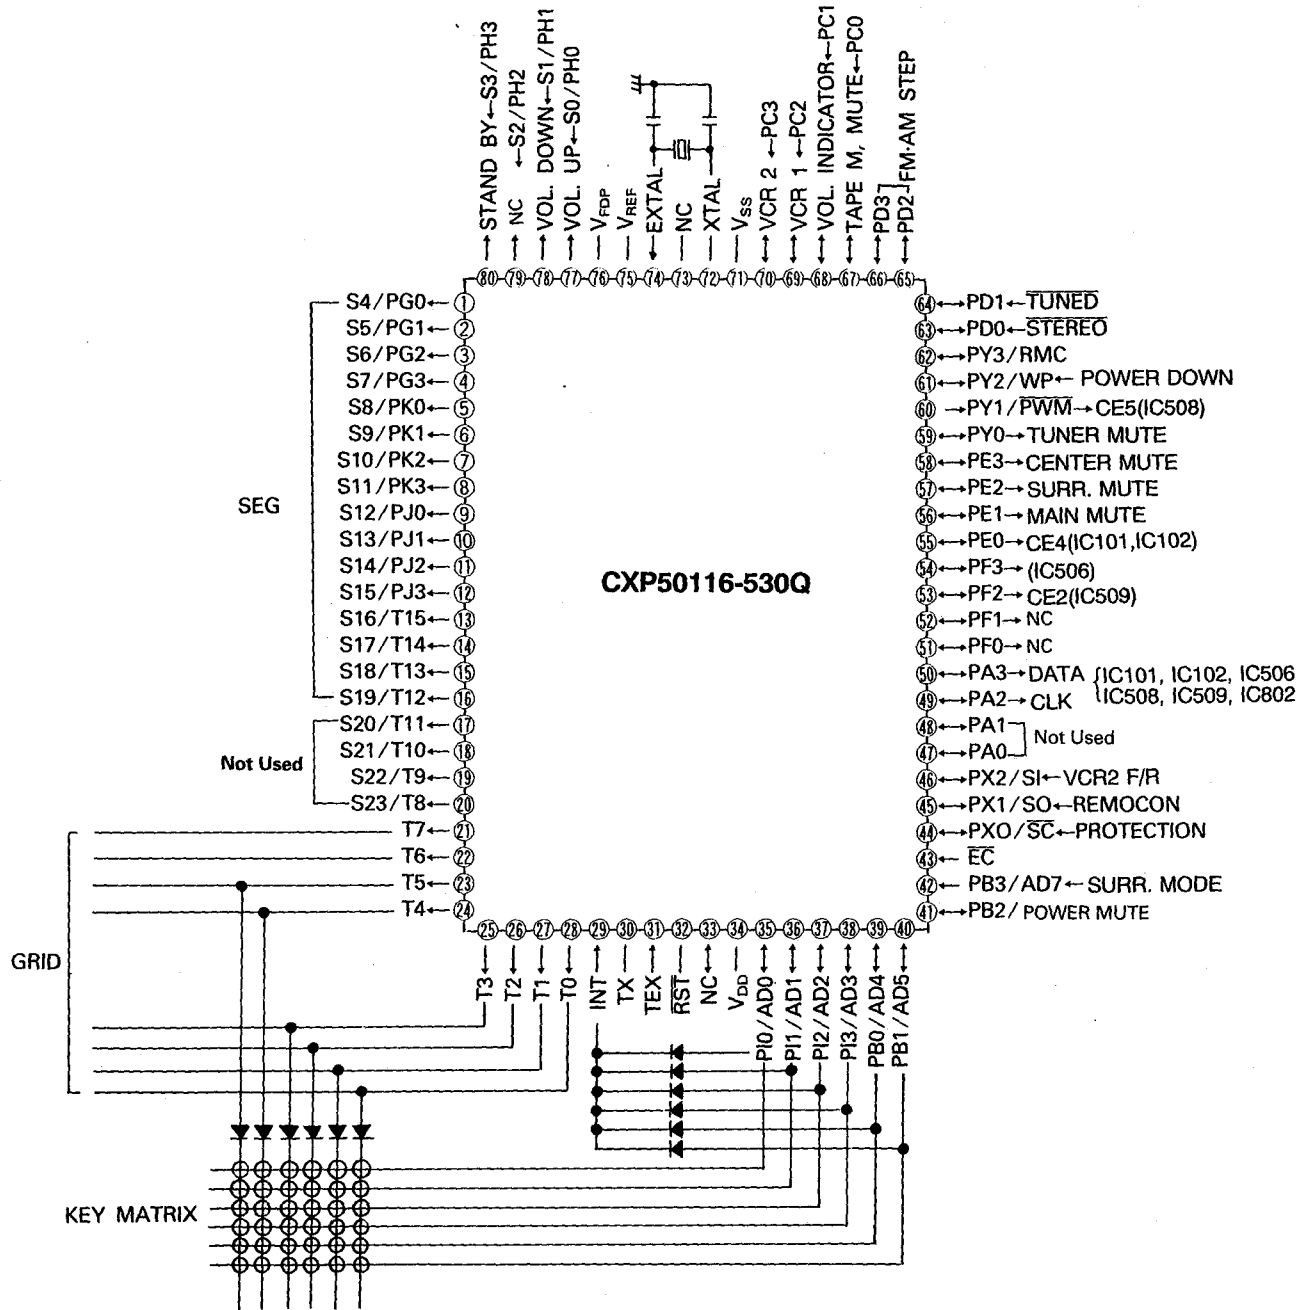 STAND BY←S3/PH3
NC ←S2/PH2
VOL. DOWN←S1/PH1
VOL. UP←S0/PH0
VFDP
VREF
EXTAL
NC
XTAL
VSS
VCR 2 ←PC3
VCR 1 ←PC2
VOL. INDICATOR←PC1
TAPE M, MUTE←PC0
PD3
PD2 FM·AM STEP
80 79 78 77 76 75 74 73 72 71 70 69 68 67 66 65
S4/PG0← 1
S5/PG1← 2
S6/PG2← 3
S7/PG3← 4
S8/PK0← 5
S9/PK1← 6
S10/PK2← 7
S11/PK3← 8
SEG
S12/PJ0← 9
S13/PJ1← 10
S14/PJ2← 11
S15/PJ3← 12
S16/T15← 13
S17/T14← 14
S18/T13← 15
S19/T12← 16
S20/T11← 17
S21/T10← 18
Not Used
S22/T9← 19
S23/T8← 20
T7← 21
T6← 22
T5← 23
T4← 24
GRID
CXP50116-530Q
64 ↔PD1←TUNED
63 ↔PD0←STEREO
62 ↔PY3/RMC
61 ↔PY2/WP← POWER DOWN
60 →PY1/PWM→CE5(IC508)
59 ↔PY0→TUNER MUTE
58 ↔PE3→CENTER MUTE
57 ↔PE2→SURR. MUTE
56 ↔PE1→MAIN MUTE
55 ↔PE0→CE4(IC101,IC102)
54 ↔PF3→(IC506)
53 ↔PF2→CE2(IC509)
52 ↔PF1→NC
51 ↔PF0→NC
50 ↔PA3→DATA {IC101, IC102, IC506
49 ↔PA2→CLK IC508, IC509, IC802
48 ↔PA1
Not Used
47 ↔PA0
46 ↔PX2/SI←VCR2 F/R
45 ↔PX1/SO←REMOCON
44 ↔PXO/SC←PROTECTION
43 ← EC
42 ← PB3/AD7←SURR. MODE
41 ↔PB2/ POWER MUTE
25 26 27 28 29 30 31 32 33 34 35 36 37 38 39 40
T3
T2
T1
T0
INT
TX
TEX
RST
NC
VDD
PI0/AD0
PI1/AD1
PI2/AD2
PI3/AD3
PB0/AD4
PB1/AD5
KEY MATRIX